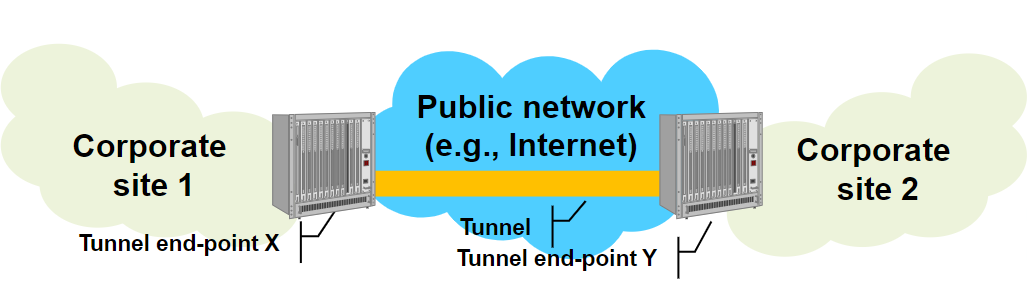 Public network
(e.g., Internet)
Corporate
site 1
Corporate
site 2
Tunnel end-point X
Tunnel
Tunnel end-point Y